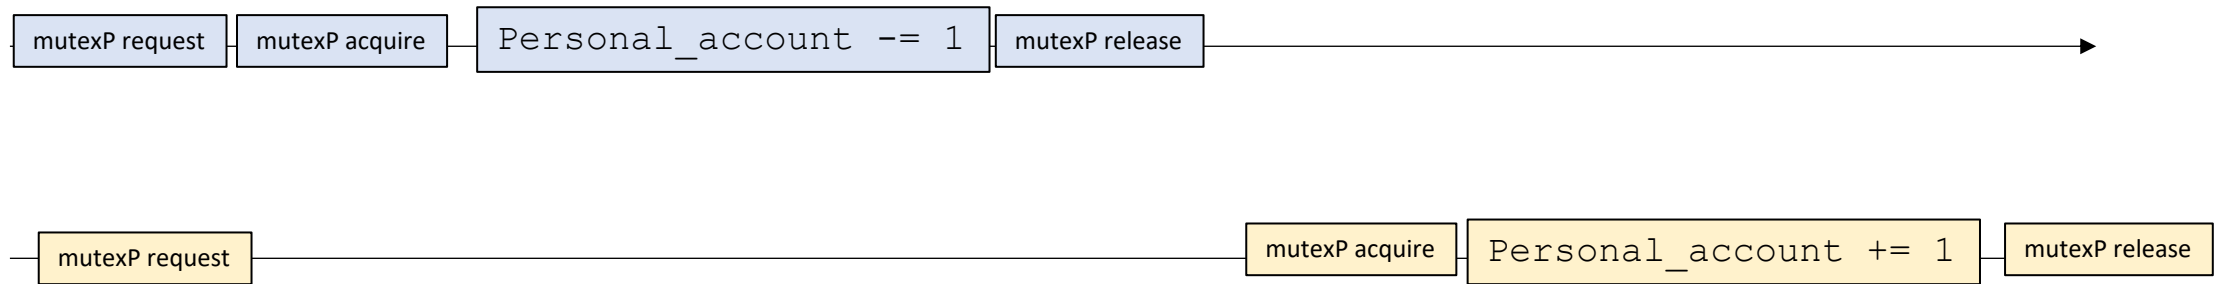 mutexP request
mutexP acquire
Personal_account -= 1
mutexP release
mutexP request
mutexP acquire
Personal_account += 1
mutexP release